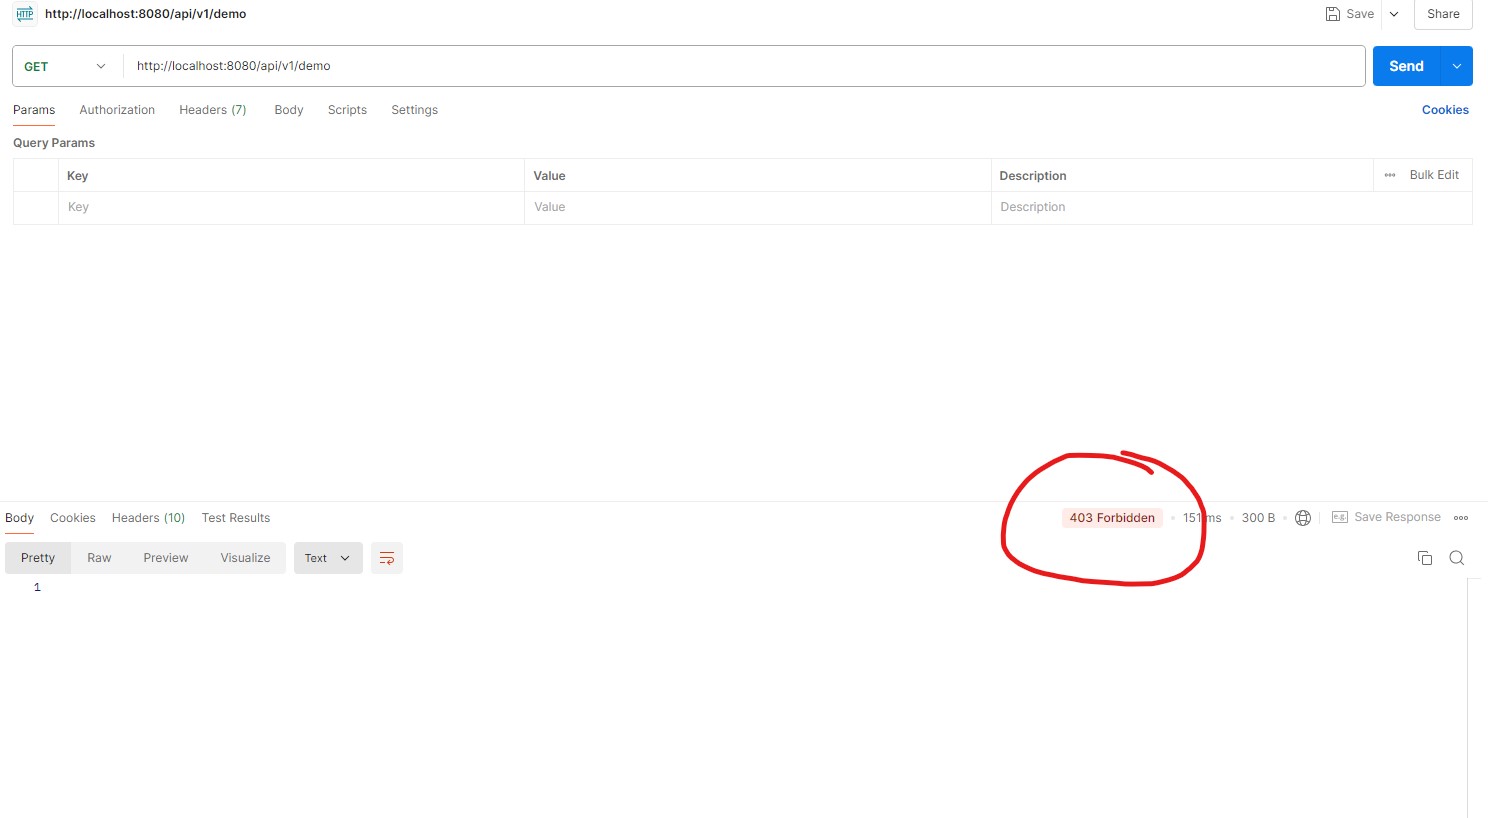 HTTP http://localhost:8080/api/v1/demo Save Share
GET http://localhost:8080/api/v1/demo Send
Params Authorization Headers (7) Body Scripts Settings Cookies
Query Params
Key Value Description Bulk Edit
Key Value Description
Body Cookies Headers (10) Test Results 403 Forbidden 151 ms 300 B e.g. Save Response
Pretty Raw Preview Visualize Text
1